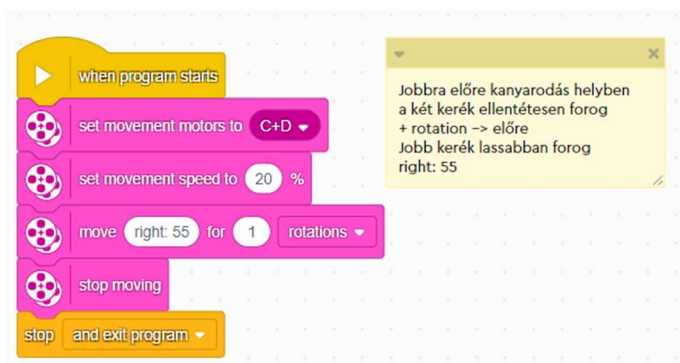 when program starts
set movement motors to C+D
set movement speed to 20 %
move right: 55 for 1 rotations
stop moving
stop and exit program
Jobbra előre kanyarodás helyben
a két kerék ellentétesen forog
+ rotation -> előre
Jobb kerék lassabban forog
right: 55